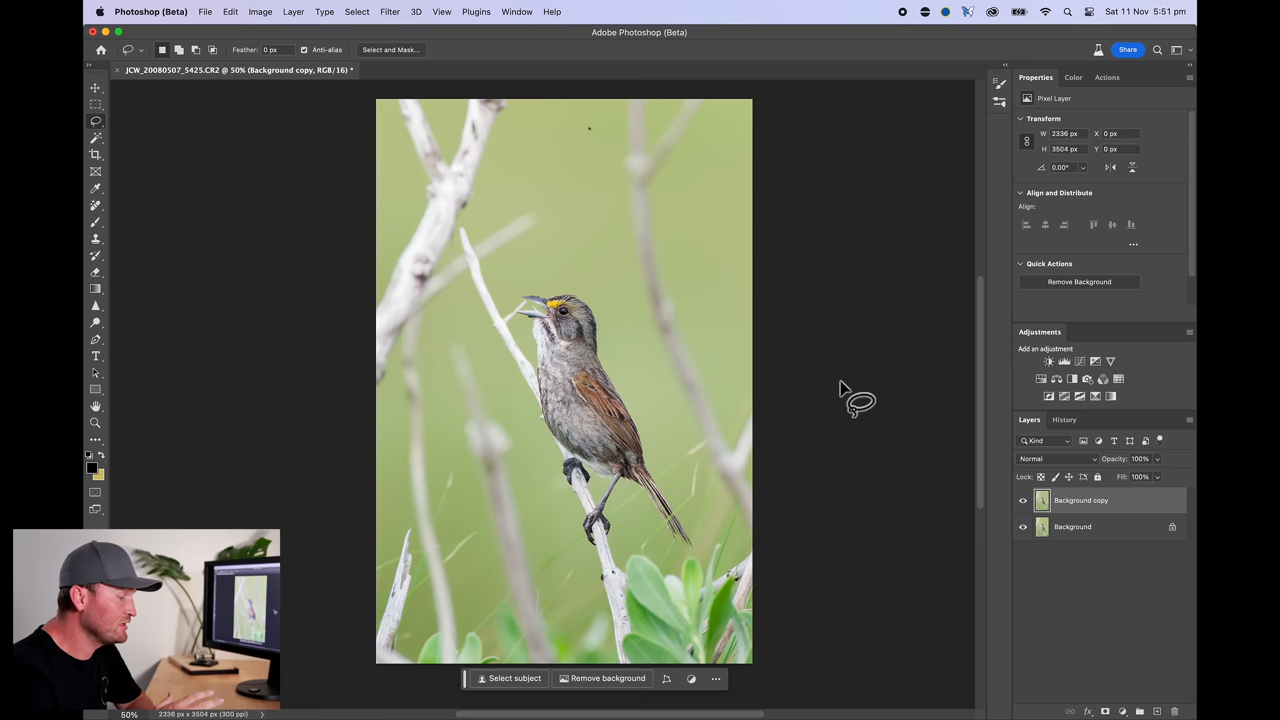 Photoshop (Beta) File Edit Image Layer Type Select Filter 3D View Plugins Window Help Sat 11 Nov 5:51 pm
Adobe Photoshop (Beta)
Feather: 0 px Anti-alias Select and Mask... Share
JCW_20080507_5425.CR2 @ 50% (Background copy, RGB/16) *
Properties Color Actions
Pixel Layer
Transform
W 2336 px X 0 px
H 3504 px Y 0 px
0.00°
Align and Distribute
Align:
Quick Actions
Remove Background
Adjustments
Add an adjustment
Layers History
Kind
Normal Opacity: 100%
Lock: Fill: 100%
Background copy
Background
Select subject Remove background
50% 2336 px x 3504 px (300 ppi)